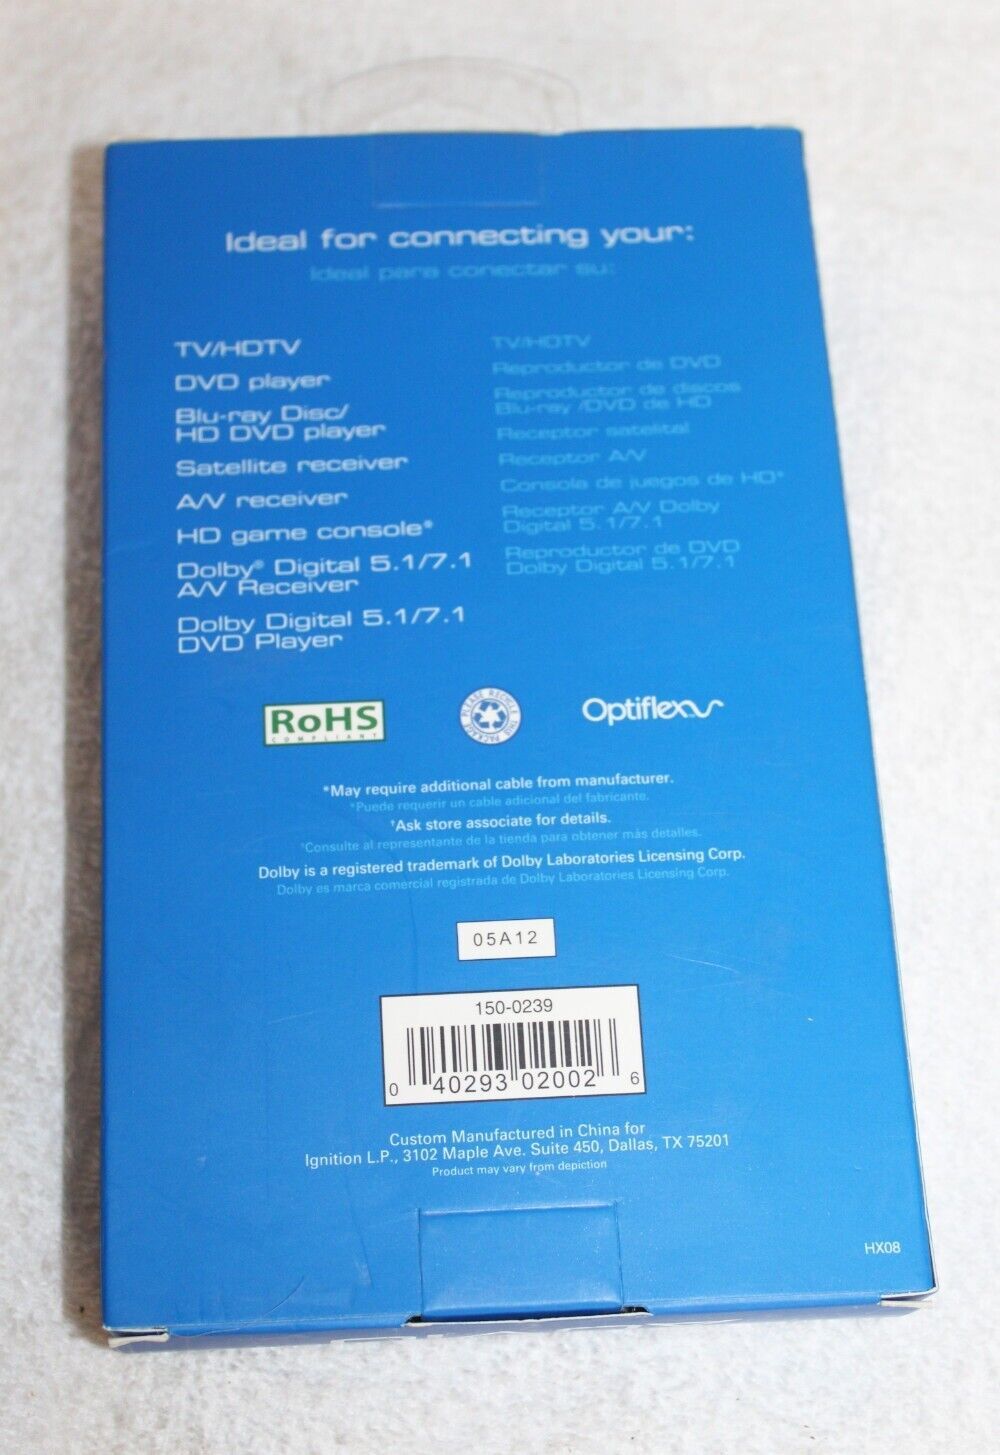 Ideal for connecting your:
Ideal para conectar su:
TV/HDTV
DVD player
Blu-ray Disc/
HD DVD player
Satellite receiver
A/V receiver
HD game console*
Dolby® Digital 5.1/7.1
A/V Receiver
Dolby Digital 5.1/7.1
DVD Player
TV/HDTV
Reproductor de DVD
Reproductor de discos
Blu-ray /DVD de HD
Receptor satelital
Receptor A/V
Consola de juegos de HD*
Receptor A/V Dolby
Digital 5.1/7.1
Reproductor de DVD
Dolby Digital 5.1/7.1
RoHS
COMPLIANT
PLEASE RECYCLE THIS PACKAGE
Optiflex
*May require additional cable from manufacturer.
*Puede requerir un cable adicional del fabricante.
†Ask store associate for details.
†Consulte al representante de la tienda para obtener más detalles.
Dolby is a registered trademark of Dolby Laboratories Licensing Corp.
Dolby es marca comercial registrada de Dolby Laboratories Licensing Corp.
05A12
150-0239
0 40293 02002 6
Custom Manufactured in China for
Ignition L.P., 3102 Maple Ave. Suite 450, Dallas, TX 75201
Product may vary from depiction
HX08